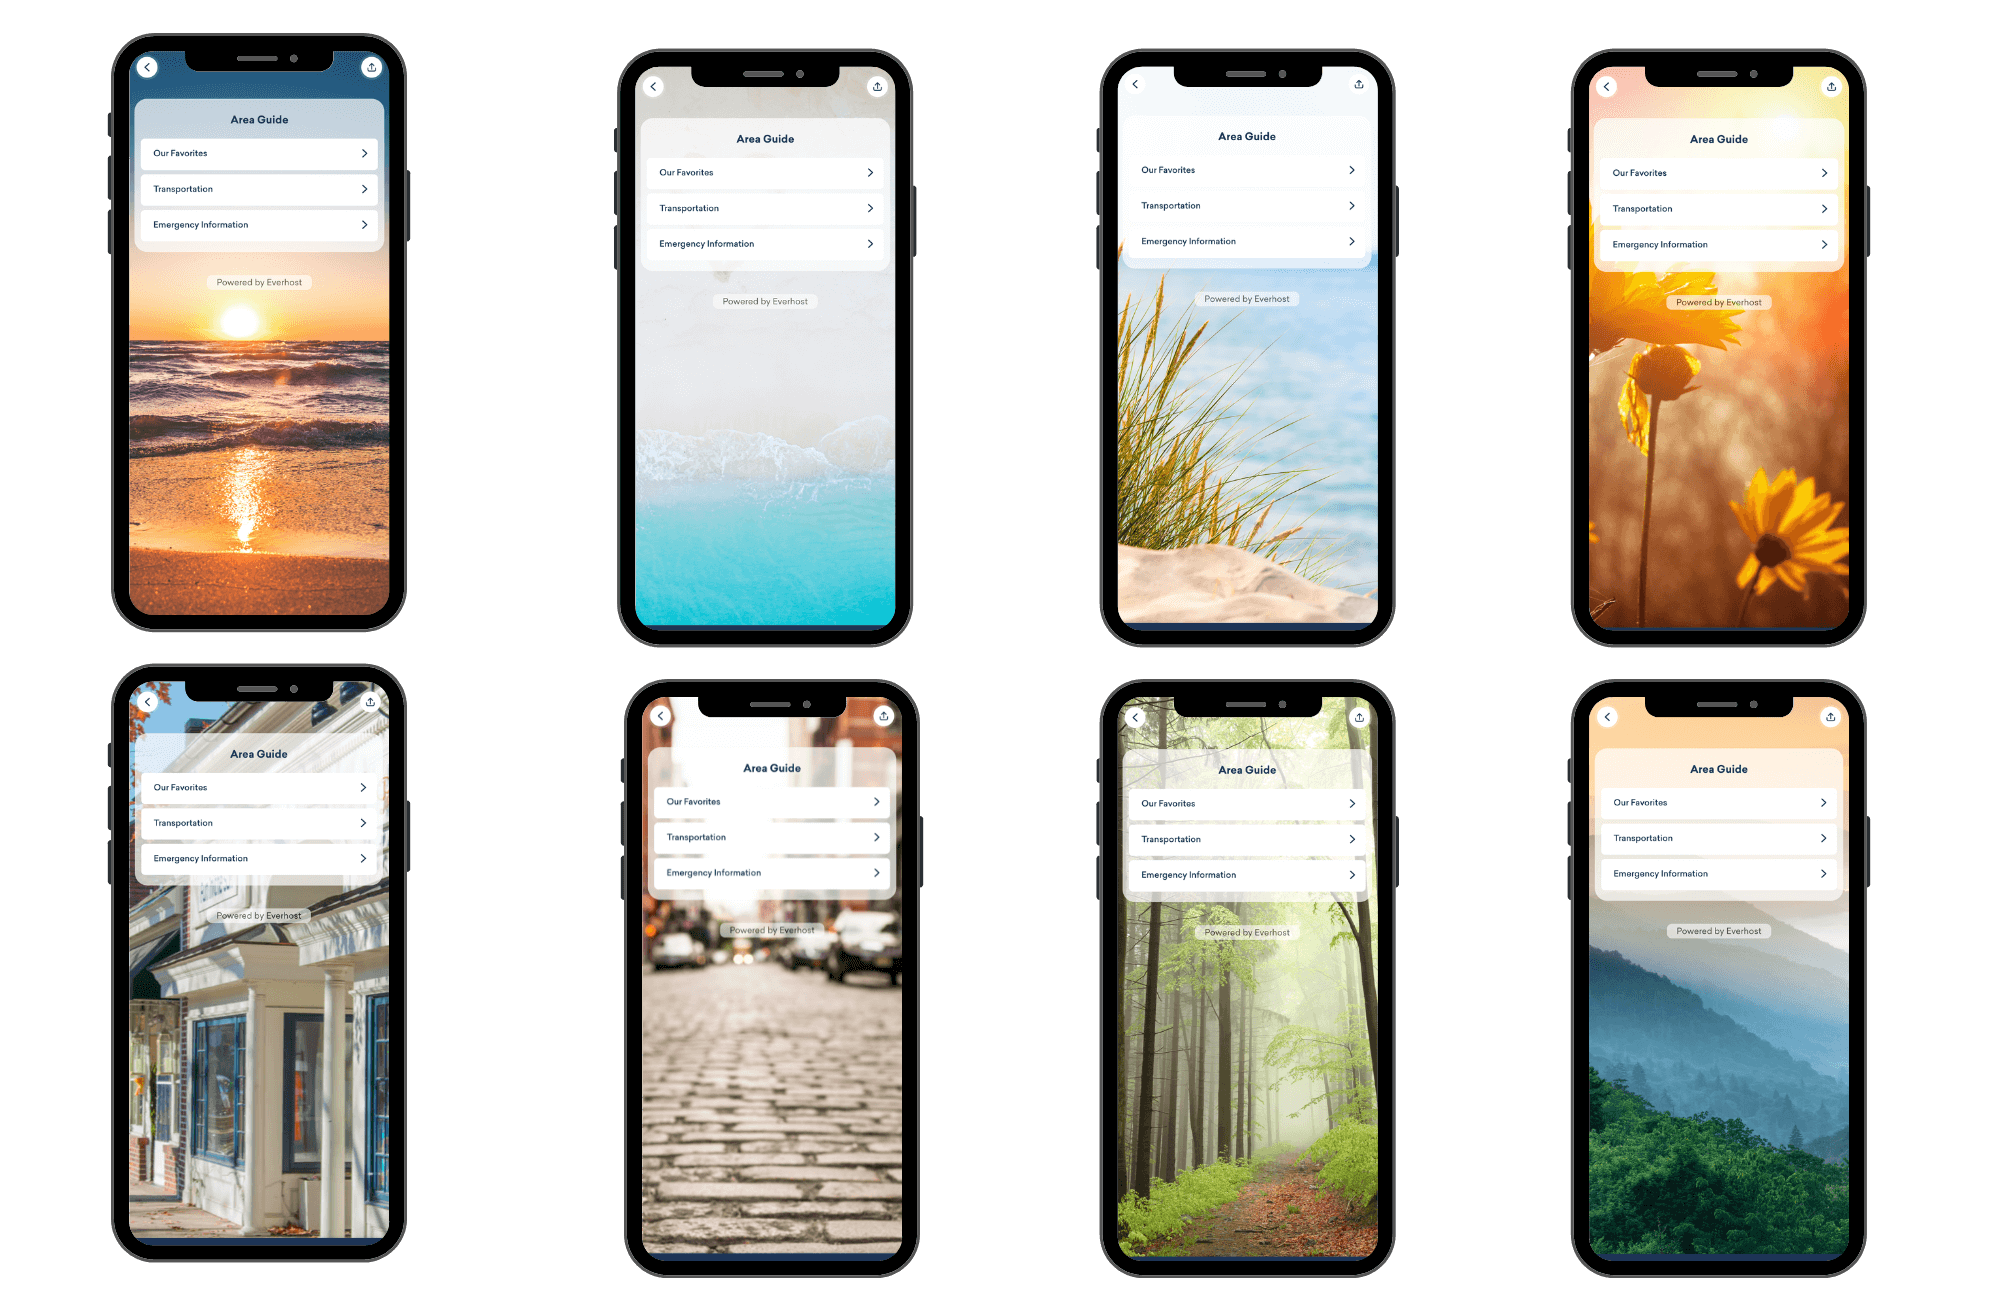 Area Guide
Our Favorites
Transportation
Emergency Information
Powered by Everhost
Area Guide
Our Favorites
Transportation
Emergency Information
Powered by Everhost
Area Guide
Our Favorites
Transportation
Emergency Information
Powered by Everhost
Area Guide
Our Favorites
Transportation
Emergency Information
Powered by Everhost
Area Guide
Our Favorites
Transportation
Emergency Information
Powered by Everhost
Area Guide
Our Favorites
Transportation
Emergency Information
Powered by Everhost
Area Guide
Our Favorites
Transportation
Emergency Information
Powered by Everhost
Area Guide
Our Favorites
Transportation
Emergency Information
Powered by Everhost